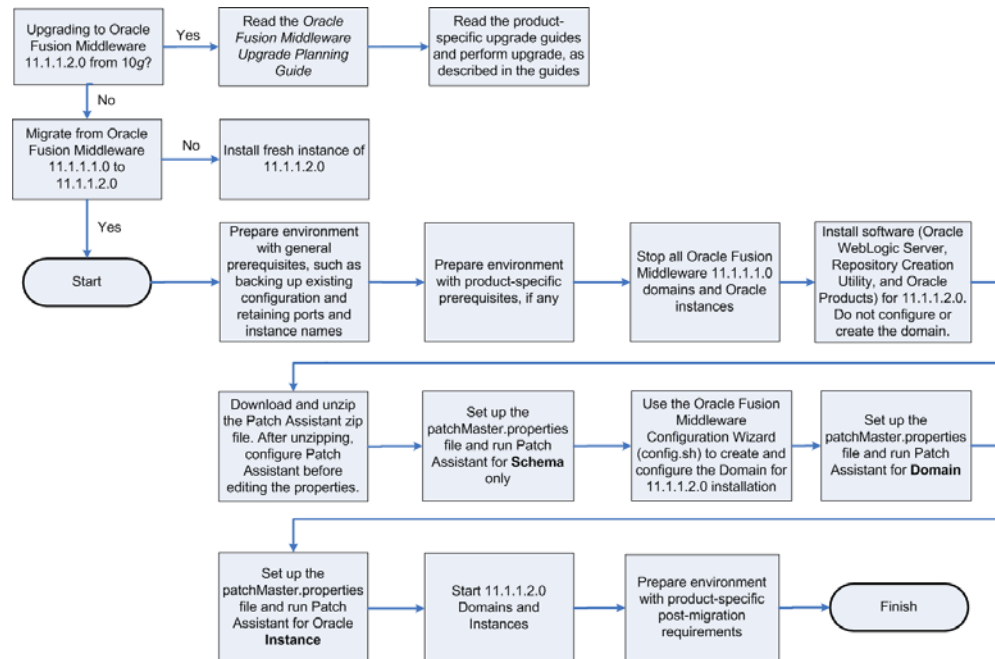 Upgrading to Oracle
Fusion Middleware
11.1.1.2.0 from 10g?
Yes
Read the Oracle
Fusion Middleware
Upgrade Planning
Guide
Read the product-
specific upgrade guides
and perform upgrade, as
described in the guides
No
Migrate from Oracle
Fusion Middleware
11.1.1.1.0 to
11.1.1.2.0
No
Install fresh instance of
11.1.1.2.0
Yes
Start
Prepare environment
with general
prerequisites, such as
backing up existing
configuration and
retaining ports and
instance names
Prepare environment
with product-specific
prerequisites, if any
Stop all Oracle Fusion
Middleware 11.1.1.1.0
domains and Oracle
instances
Install software (Oracle
WebLogic Server,
Repository Creation
Utility, and Oracle
Products) for 11.1.1.2.0.
Do not configure or
create the domain.
Download and unzip
the Patch Assistant zip
file. After unzipping,
configure Patch
Assistant before
editing the properties.
Set up the
patchMaster.properties
file and run Patch
Assistant for Schema
only
Use the Oracle Fusion
Middleware
Configuration Wizard
(config.sh) to create and
configure the Domain for
11.1.1.2.0 installation
Set up the
patchMaster.properties
file and run Patch
Assistant for Domain
Set up the
patchMaster.properties
file and run Patch
Assistant for Oracle
Instance
Start 11.1.1.2.0
Domains and
Instances
Prepare environment
with product-specific
post-migration
requirements
Finish